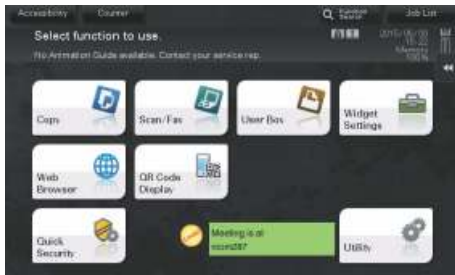 Accessibility
Counter
Function
Search
Job List
Select function to
use.
No Animation Guide available. Contact your service rep.
Memory
100%
Copy
Scan/Fax
User Box
Widget
Settings
Web
Browser
QR Code
Display
Quick
Security
Meeting is at
room287
Utility